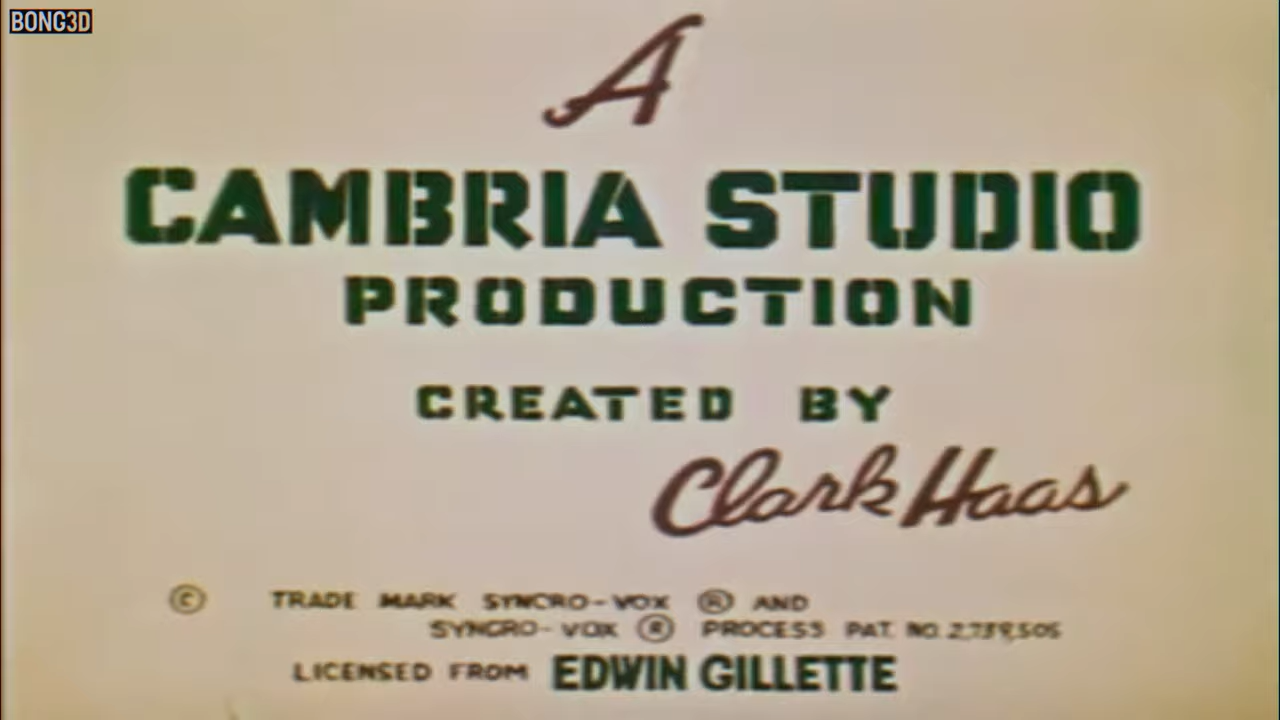 BONG3D
A
CAMBRIA STUDIO
PRODUCTION
CREATED BY
Clark Haas
© TRADE MARK SYNCRO-VOX ® AND
SYNCRO-VOX ® PROCESS PAT. NO. 2,739,505
LICENSED FROM EDWIN GILLETTE